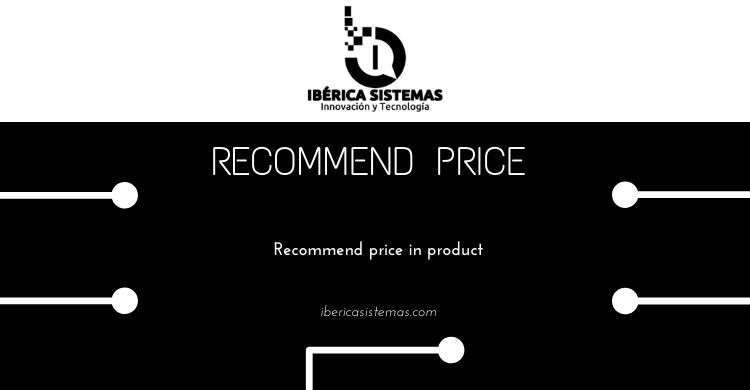 IBÉRICA SISTEMAS
Innovación y Tecnología
RECOMMEND PRICE
Recommend price in product
ibericasistemas.com